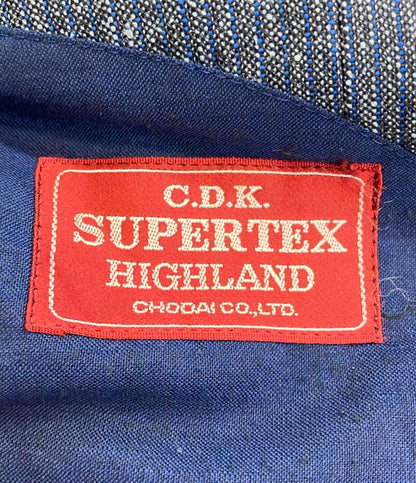 C.D.K.
SUPERTEX
HIGHLAND
CHODAI CO.,LTD.